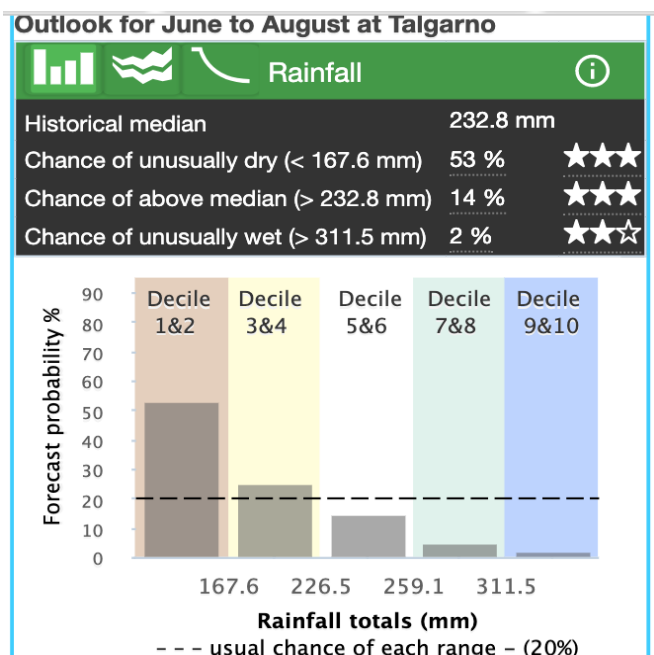 Outlook for June to August at Talgarno
Rainfall
Historical median 232.8 mm
Chance of unusually dry (< 167.6 mm) 53 %
Chance of above median (> 232.8 mm) 14 %
Chance of unusually wet (> 311.5 mm) 2 %
Forecast probability %
90
80
70
60
50
40
30
20
10
0
Decile 1&2
Decile 3&4
Decile 5&6
Decile 7&8
Decile 9&10
167.6 226.5 259.1 311.5
Rainfall totals (mm)
- - - usual chance of each range – (20%)